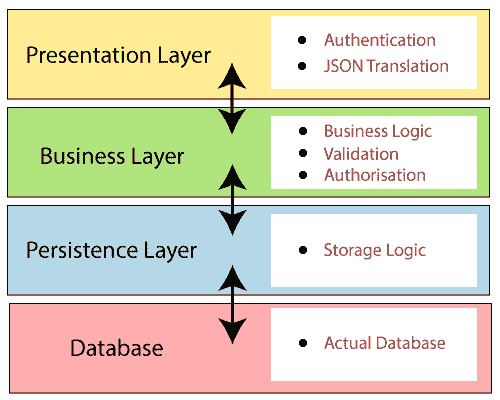 Presentation Layer
Authentication
JSON Translation
Business Layer
Business Logic
Validation
Authorisation
Persistence Layer
Storage Logic
Database
Actual Database